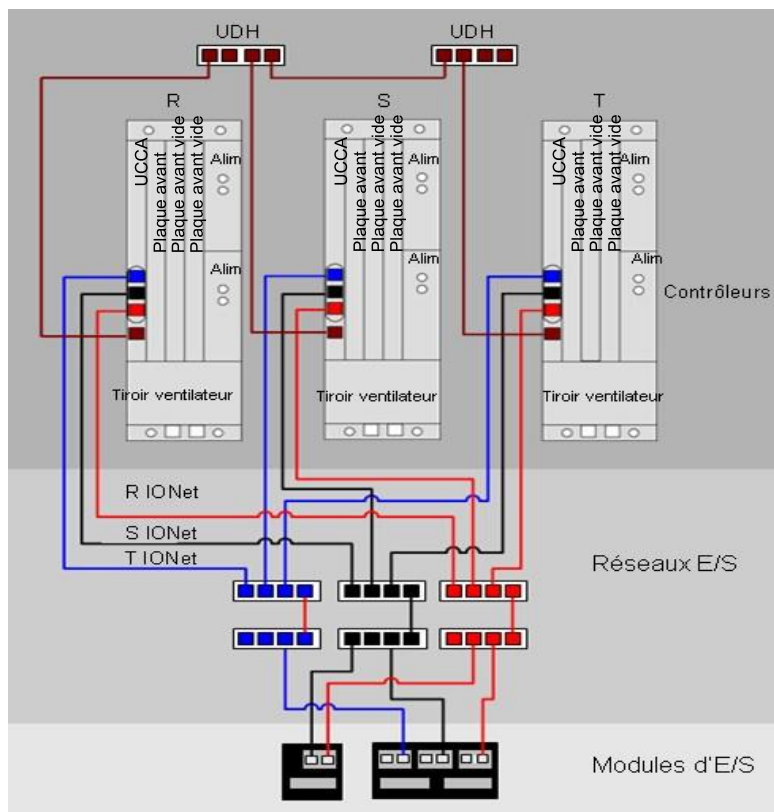 UDH UDH
R S T
UCCA
Plaque avant
Plaque avant vide
Plaque avant vide
Alim
Alim
Tiroir ventilateur
UCCA
Plaque avant
Plaque avant vide
Plaque avant vide
Alim
Alim
Tiroir ventilateur
UCCA
Plaque avant
Plaque avant vide
Plaque avant vide
Alim
Alim
Tiroir ventilateur
Contrôleurs
R IONet
S IONet
T IONet
Réseaux E/S
Modules d'E/S